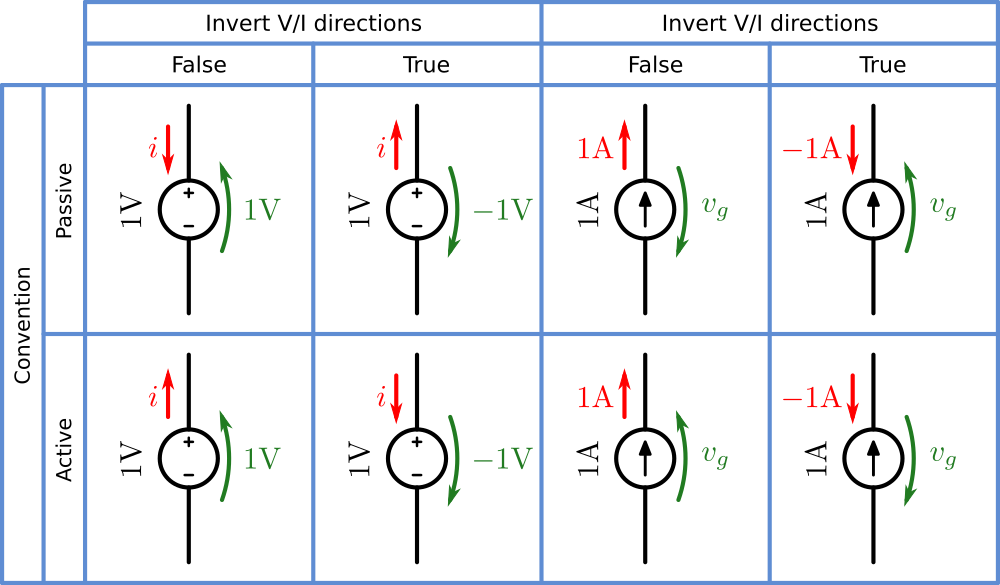 Invert V/I directions Invert V/I directions
False True False True
Convention
Passive
i 1V + − 1V
i 1V + − −1V
1A 1A v_g
−1A 1A v_g
Active
i 1V + − 1V
i 1V + − −1V
1A 1A v_g
−1A 1A v_g